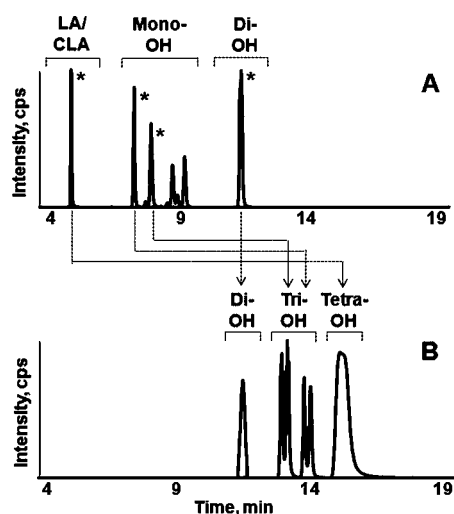 LA/ Mono- Di-
CLA OH OH
A
* * * *
Intensity, cps
4 9 14 19
Di- Tri- Tetra-
OH OH OH
B
Intensity, cps
4 9 14 19
Time, min